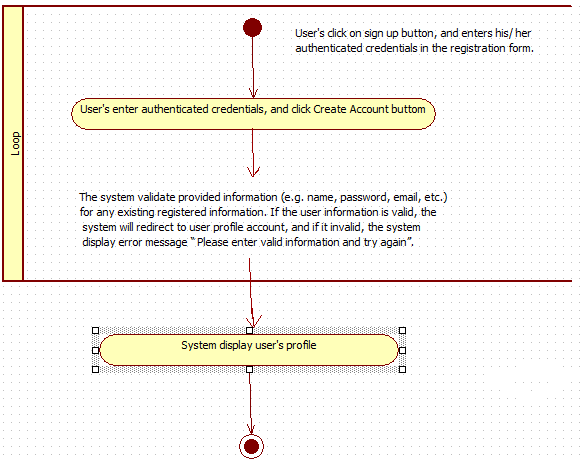 User's click on sign up button, and enters his/ her
authenticated credentials in the registration form.
User's enter authenticated credentials, and click Create Account buttom
Loop
The system validate provided information (e.g. name, password, email, etc.)
for any existing registered information. If the user information is valid, the
system will redirect to user profile account, and if it invalid, the system
display error message “ Please enter valid information and try again”.
System display user's profile